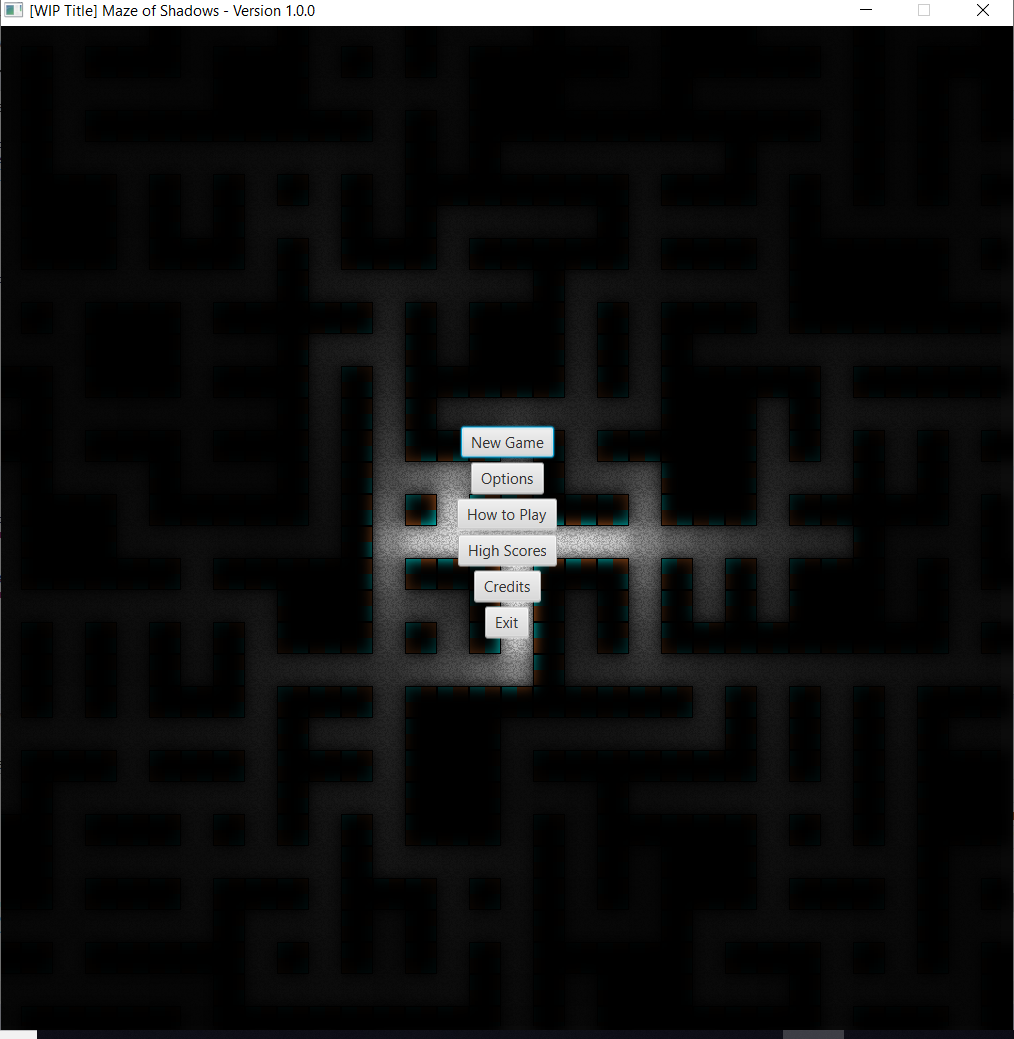 [WIP Title] Maze of Shadows - Version 1.0.0
New Game
Options
How to Play
High Scores
Credits
Exit